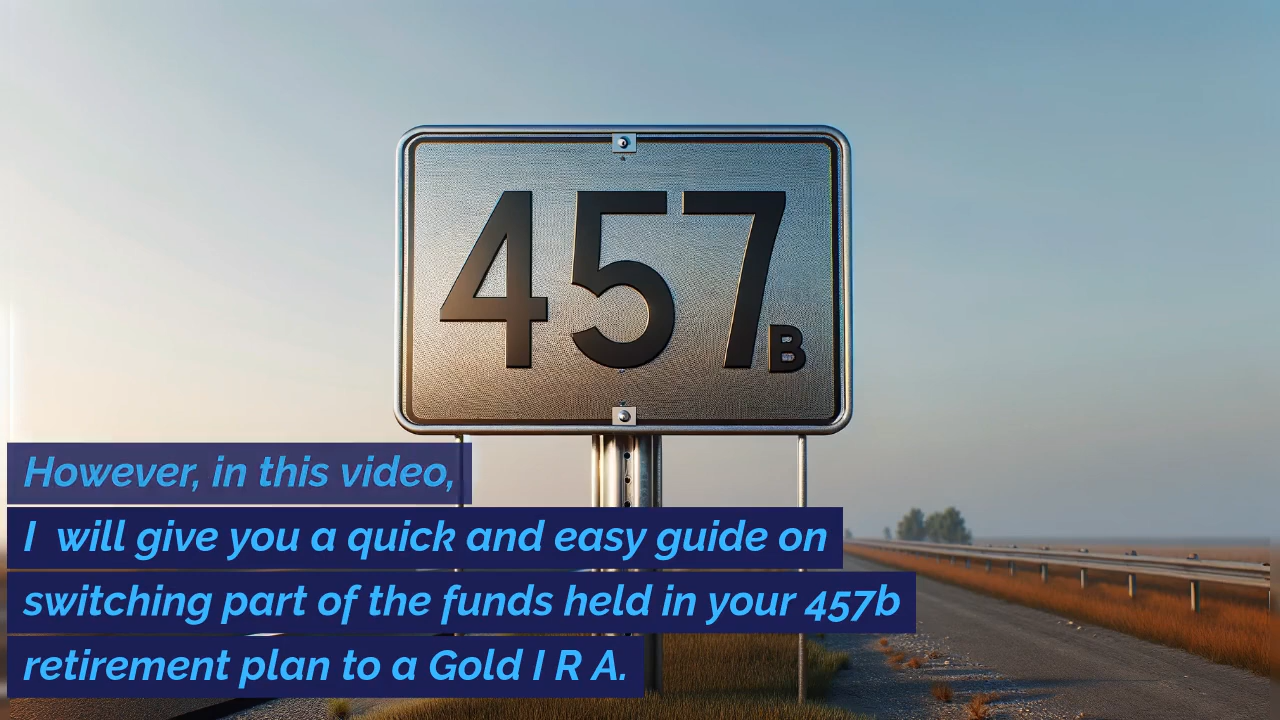 457B
However, in this video,
I  will give you a quick and easy guide on
switching part of the funds held in your 457b
retirement plan to a Gold I R A.